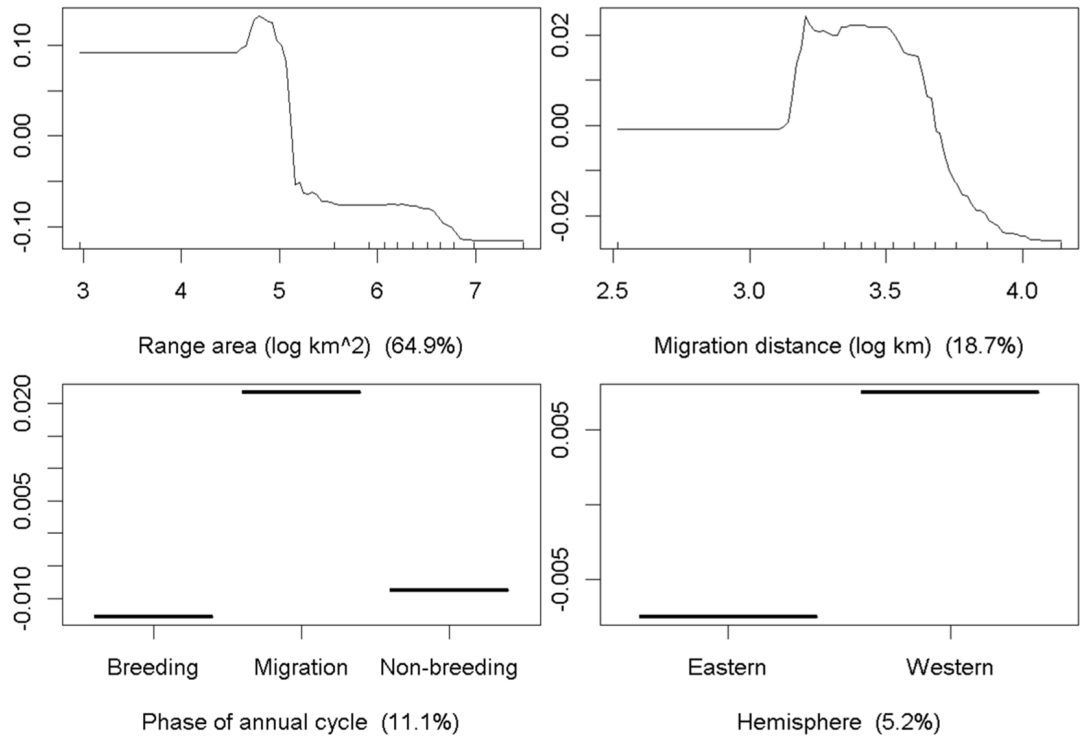 0.10
0.00
-0.10
3 4 5 6 7
Range area (log km^2) (64.9%)
0.02
0.00
-0.02
2.5 3.0 3.5 4.0
Migration distance (log km) (18.7%)
0.020
0.005
-0.010
Breeding Migration Non-breeding
Phase of annual cycle (11.1%)
0.005
-0.005
Eastern Western
Hemisphere (5.2%)